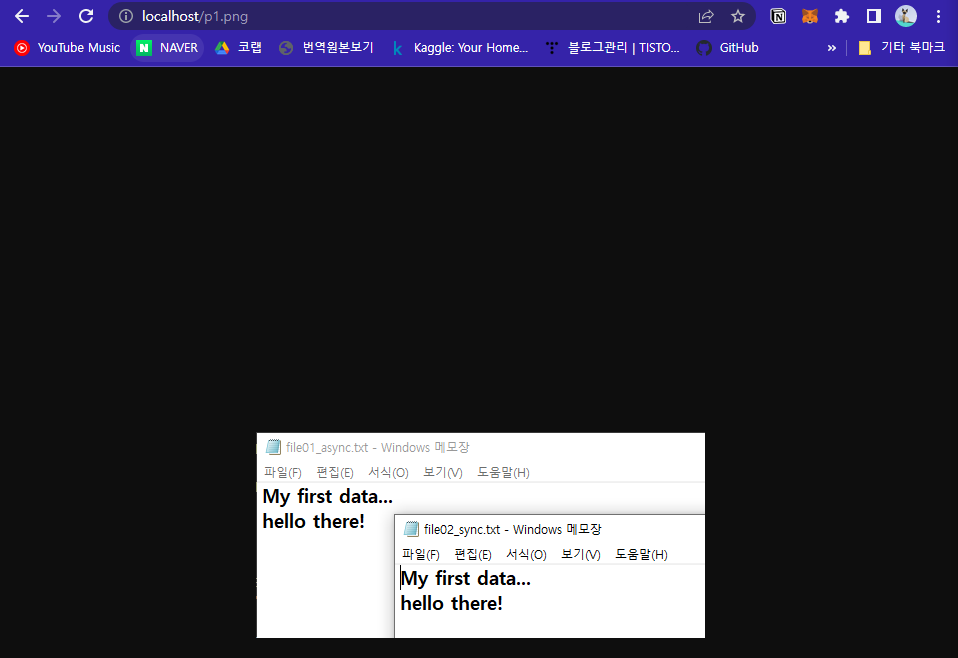 localhost/p1.png
YouTube Music NAVER 코랩 번역원본보기 Kaggle: Your Home... 블로그관리 | TISTO... GitHub » 기타 북마크
file01_async.txt - Windows 메모장
파일(F) 편집(E) 서식(O) 보기(V) 도움말(H)
My first data...
hello there!
file02_sync.txt - Windows 메모장
파일(F) 편집(E) 서식(O) 보기(V) 도움말(H)
My first data...
hello there!